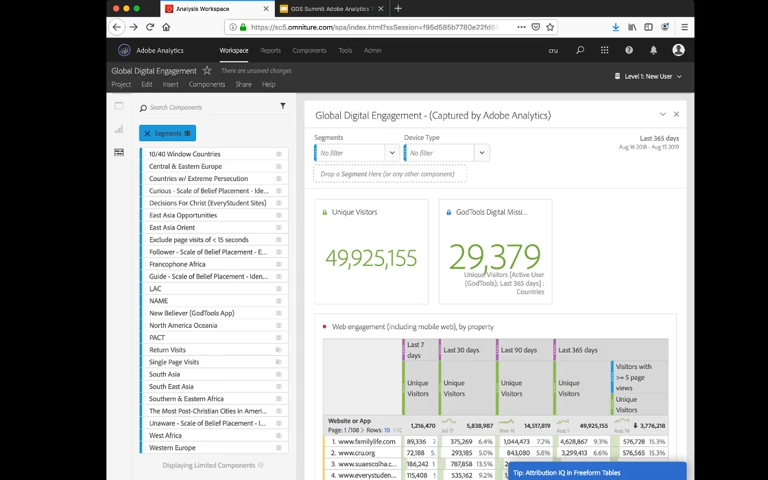 Analysis Workspace
GDS Summit Adobe Analytics
https://sc5.omniture.com/spa/index.html?ssSession=f95d585b7780e22fd8
Adobe Analytics Workspace Reports Components Tools Admin cru
Global Digital Engagement There are unsaved changes
Level 1: New User
Project Edit Insert Components Share Help
Search Components
Segments
10/40 Window Countries
Central & Eastern Europe
Countries w/ Extreme Persecution
Curious - Scale of Belief Placement - Ide...
Decisions For Christ (EveryStudent Sites)
East Asia Opportunities
East Asia Orient
Exclude page visits of < 15 seconds
Follower - Scale of Belief Placement - E...
Francophone Africa
Guide - Scale of Belief Placement - Iden...
LAC
NAME
New Believer (GodTools App)
North America Oceania
PACT
Return Visits
Single Page Visits
South Asia
South East Asia
Southern & Eastern Africa
The Most Post-Christian Cities in Ameri...
Unaware - Scale of Belief Placement - I...
West Africa
Western Europe
Displaying Limited Components
Global Digital Engagement - (Captured by Adobe Analytics)
Segments
No filter
Device Type
No filter
Last 365 days
Aug 16 2018 - Aug 15 2019
Drop a Segment Here (or any other component)
Unique Visitors
49,925,155
GodTools Digital Missi...
29,379
Unique Visitors [Active User
(GodTools); Last 365 days] :
Countries
Web engagement (including mobile web), by property
Last 7 days
Last 30 days
Last 90 days
Last 365 days
Unique Visitors
Unique Visitors
Unique Visitors
Unique Visitors
Visitors with >= 5 page views
Unique Visitors
Website or App
Page: 1 /108 > Rows: 10
1,216,470 5,838,987 14,517,819 49,925,155 3,776,218
1. www.familylife.com 89,336 375,269 6.4% 1,044,473 7.2% 4,628,867 9.3% 576,728 15.3%
2. www.cru.org 72,188 293,185 5.0% 843,080 5.8% 3,299,413 6.6% 576,565 15.3%
3. www.suaescolha.c... 186,242 787,858 13.5%
4. www.everystuden... 115,408 535,162 9.2%
Tip: Attribution IQ in Freeform Tables